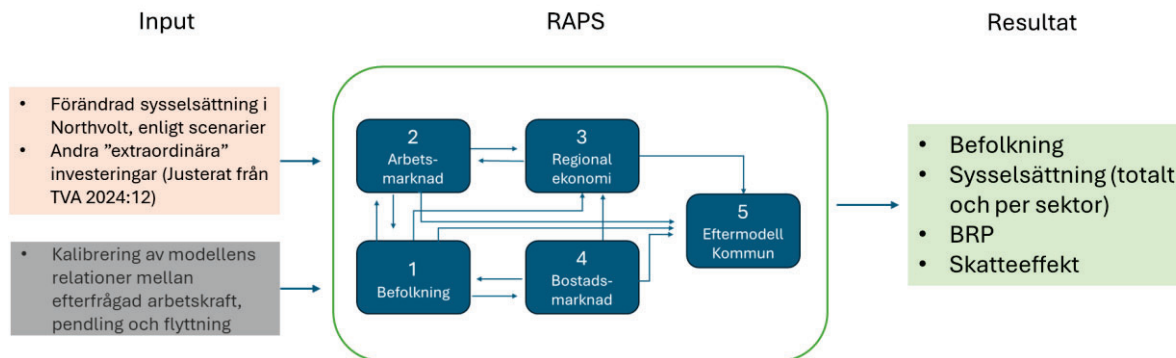 Input
RAPS
Resultat
• Förändrad sysselsättning i
Northvolt, enligt scenarier
• Andra ”extraordinära”
investeringar (Justerat från
TVA 2024:12)
• Kalibrering av modellens
relationer mellan
efterfrågad arbetskraft,
pendling och flyttning
2
Arbets-
marknad
3
Regional
ekonomi
1
Befolkning
4
Bostads-
marknad
5
Eftermodell
Kommun
• Befolkning
• Sysselsättning (totalt
och per sektor)
• BRP
• Skatteeffekt